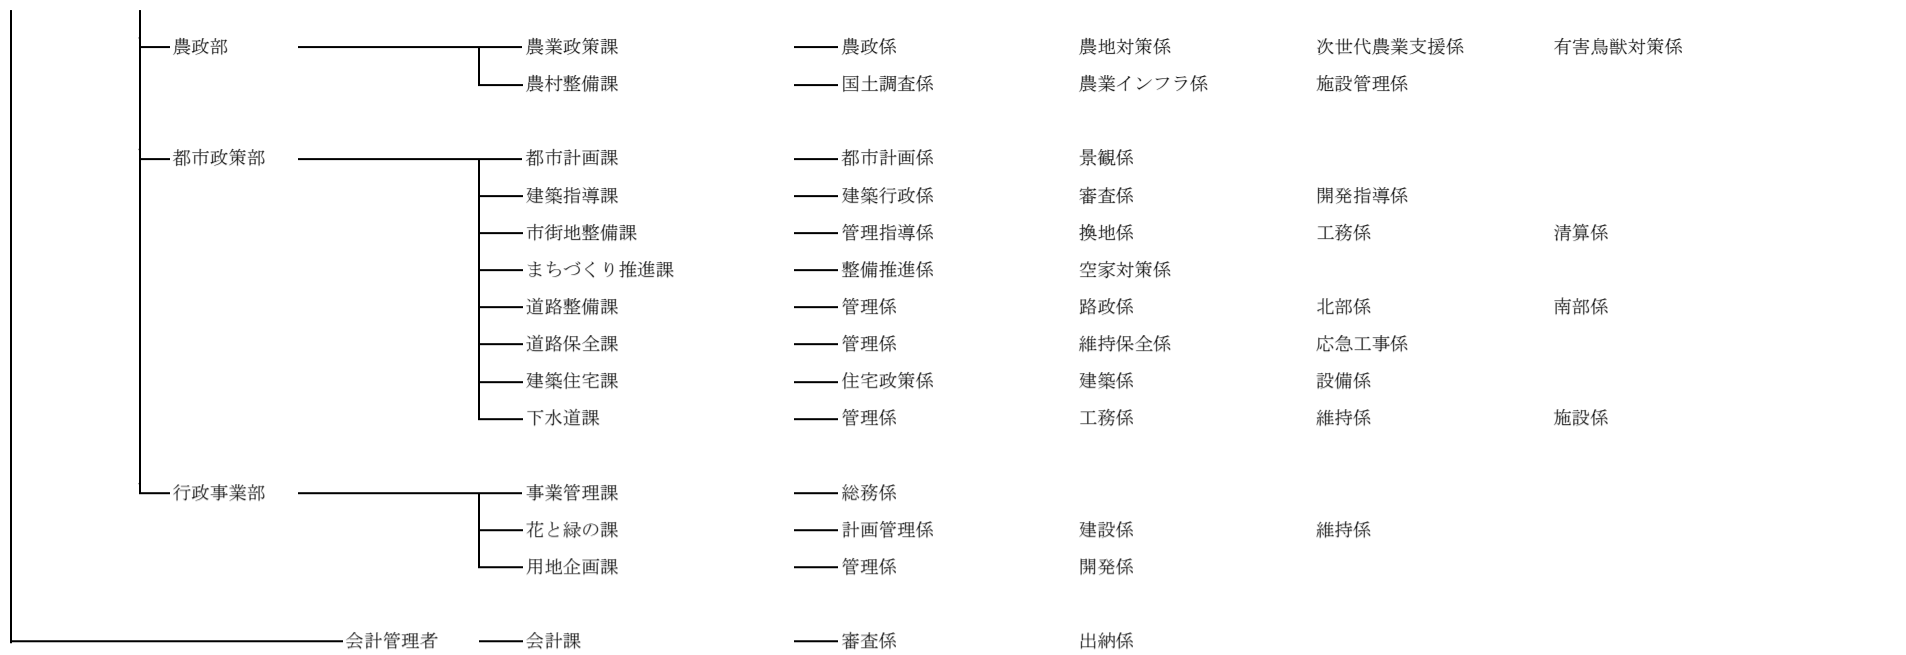 農政部 農業政策課 農政係 農地対策係 次世代農業支援係 有害鳥獣対策係
農村整備課 国土調査係 農業インフラ係 施設管理係
都市政策部 都市計画課 都市計画係 景観係
建築指導課 建築行政係 審査係 開発指導係
市街地整備課 管理指導係 換地係 工務係 清算係
まちづくり推進課 整備推進係 空家対策係
道路整備課 管理係 路政係 北部係 南部係
道路保全課 管理係 維持保全係 応急工事係
建築住宅課 住宅政策係 建築係 設備係
下水道課 管理係 工務係 維持係 施設係
行政事業部 事業管理課 総務係
花と緑の課 計画管理係 建設係 維持係
用地企画課 管理係 開発係
会計管理者 会計課 審査係 出納係